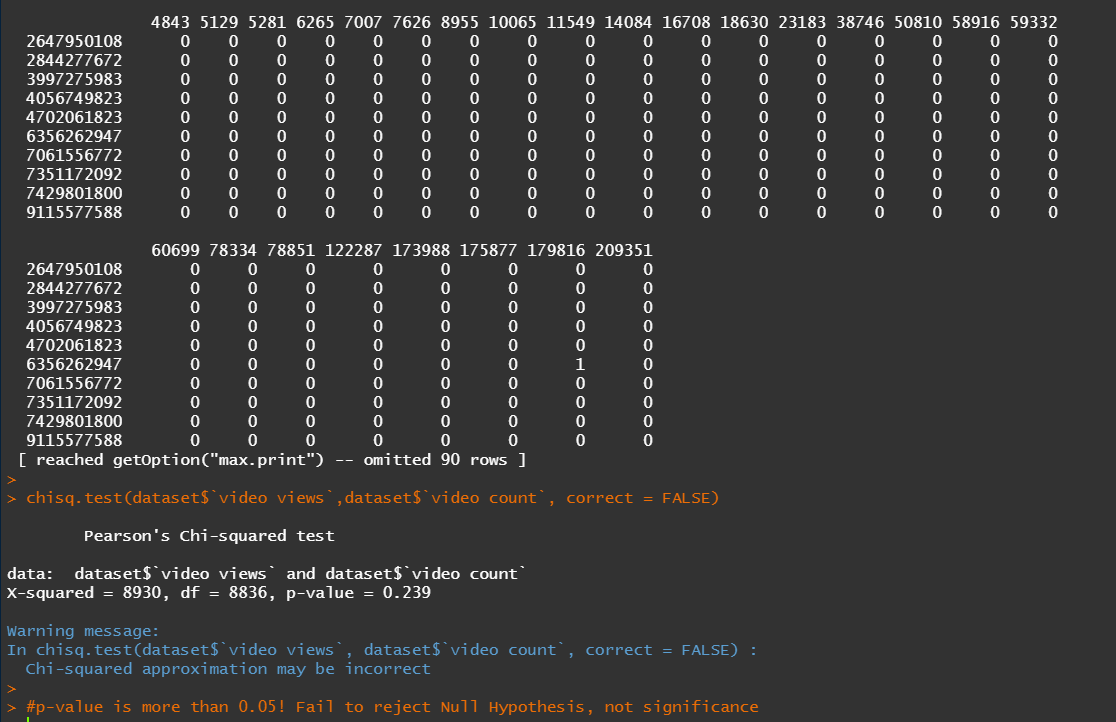 4843 5129 5281 6265 7007 7626 8955 10065 11549 14084 16708 18630 23183 38746 50810 58916 59332
2647950108 0 0 0 0 0 0 0 0 0 0 0 0 0 0 0 0 0
2844277672 0 0 0 0 0 0 0 0 0 0 0 0 0 0 0 0 0
3997275983 0 0 0 0 0 0 0 0 0 0 0 0 0 0 0 0 0
4056749823 0 0 0 0 0 0 0 0 0 0 0 0 0 0 0 0 0
4702061823 0 0 0 0 0 0 0 0 0 0 0 0 0 0 0 0 0
6356262947 0 0 0 0 0 0 0 0 0 0 0 0 0 0 0 0 0
7061556772 0 0 0 0 0 0 0 0 0 0 0 0 0 0 0 0 0
7351172092 0 0 0 0 0 0 0 0 0 0 0 0 0 0 0 0 0
7429801800 0 0 0 0 0 0 0 0 0 0 0 0 0 0 0 0 0
9115577588 0 0 0 0 0 0 0 0 0 0 0 0 0 0 0 0 0
60699 78334 78851 122287 173988 175877 179816 209351
2647950108 0 0 0 0 0 0 0 0
2844277672 0 0 0 0 0 0 0 0
3997275983 0 0 0 0 0 0 0 0
4056749823 0 0 0 0 0 0 0 0
4702061823 0 0 0 0 0 0 0 0
6356262947 0 0 0 0 0 0 1 0
7061556772 0 0 0 0 0 0 0 0
7351172092 0 0 0 0 0 0 0 0
7429801800 0 0 0 0 0 0 0 0
9115577588 0 0 0 0 0 0 0 0
[ reached getOption("max.print") -- omitted 90 rows ]
>
> chisq.test(dataset$`video views`,dataset$`video count`, correct = FALSE)
Pearson's Chi-squared test
data:  dataset$`video views` and dataset$`video count`
X-squared = 8930, df = 8836, p-value = 0.239
Warning message:
In chisq.test(dataset$`video views`, dataset$`video count`, correct = FALSE) :
Chi-squared approximation may be incorrect
>
> #p-value is more than 0.05! Fail to reject Null Hypothesis, not significance